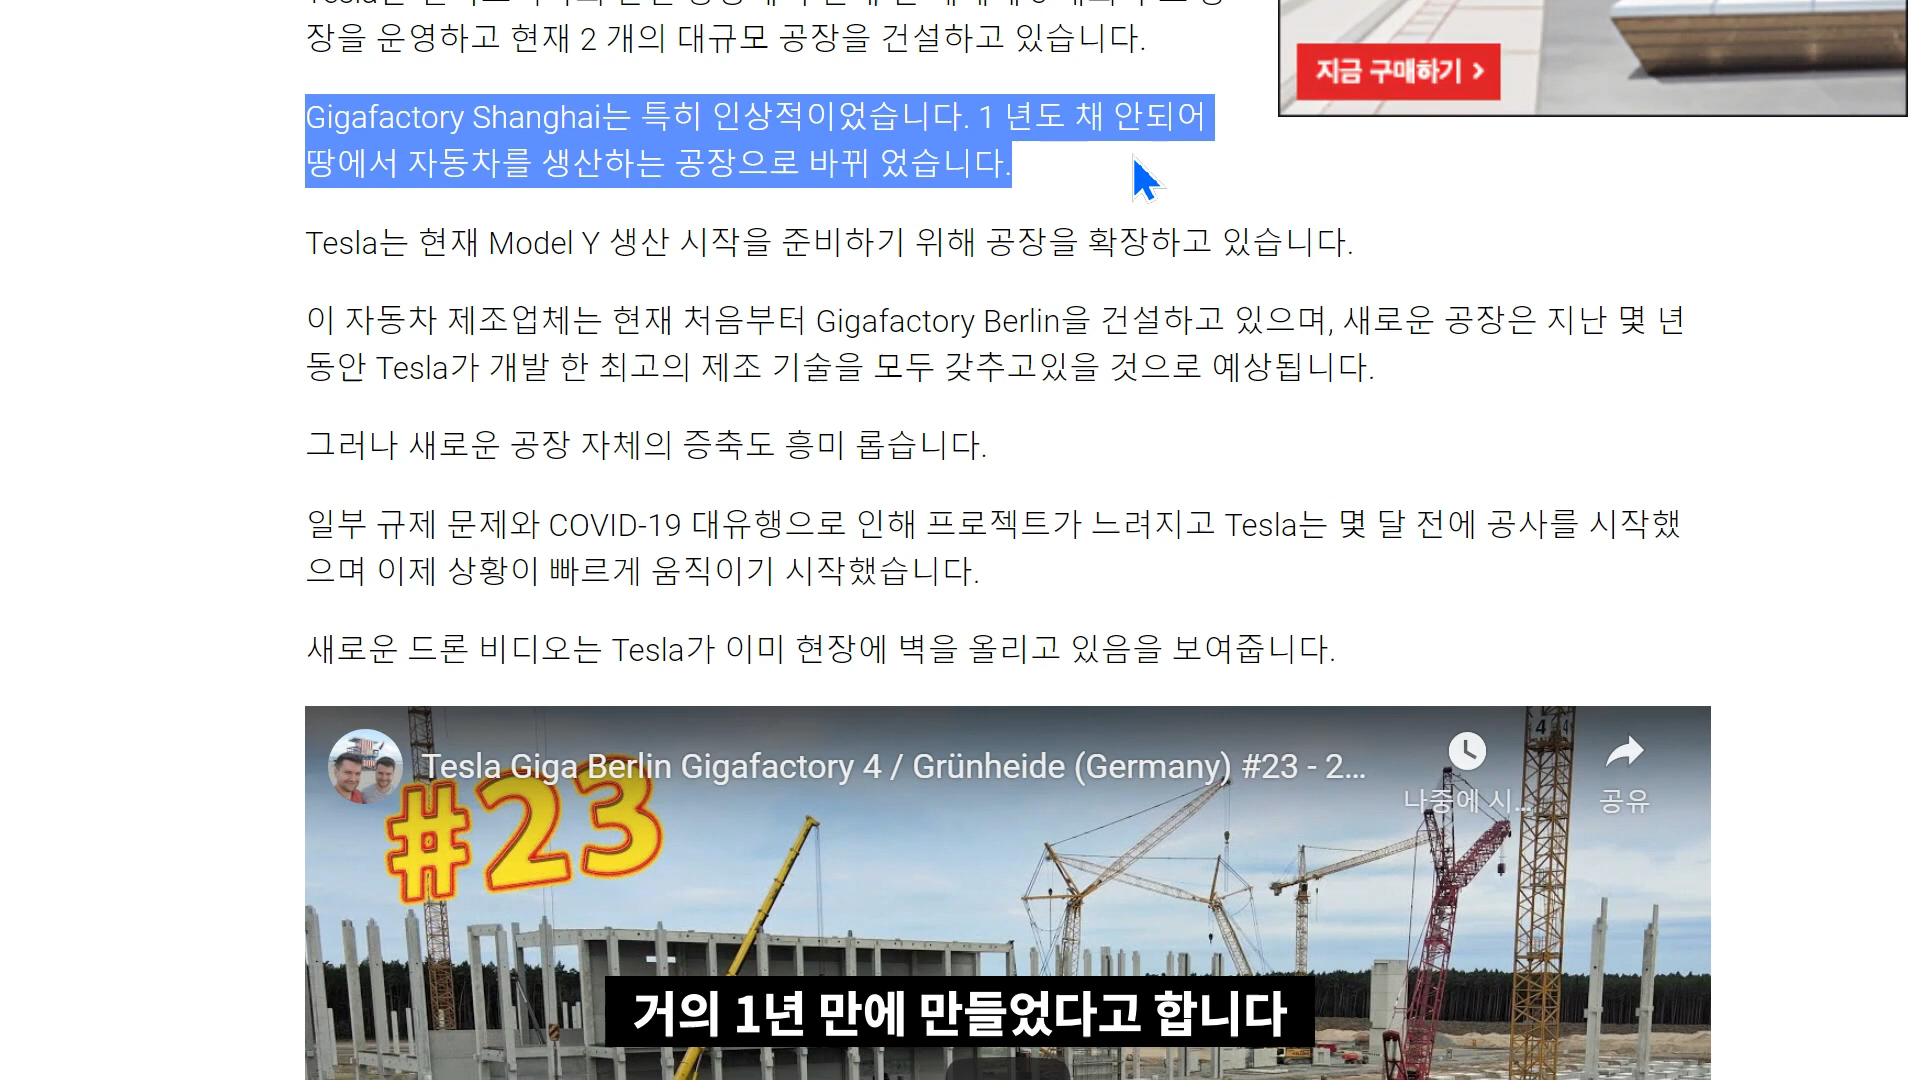 장을 운영하고 현재 2 개의 대규모 공장을 건설하고 있습니다.
지금 구매하기
Gigafactory Shanghai는 특히 인상적이었습니다. 1 년도 채 안되어
땅에서 자동차를 생산하는 공장으로 바뀌 었습니다.
Tesla는 현재 Model Y 생산 시작을 준비하기 위해 공장을 확장하고 있습니다.
이 자동차 제조업체는 현재 처음부터 Gigafactory Berlin을 건설하고 있으며, 새로운 공장은 지난 몇 년
동안 Tesla가 개발 한 최고의 제조 기술을 모두 갖추고있을 것으로 예상됩니다.
그러나 새로운 공장 자체의 증축도 흥미 롭습니다.
일부 규제 문제와 COVID-19 대유행으로 인해 프로젝트가 느려지고 Tesla는 몇 달 전에 공사를 시작했
으며 이제 상황이 빠르게 움직이기 시작했습니다.
새로운 드론 비디오는 Tesla가 이미 현장에 벽을 올리고 있음을 보여줍니다.
Tesla Giga Berlin Gigafactory 4 / Grünheide (Germany) #23 - 2...
나중에 시...
공유
#23
거의 1년 만에 만들었다고 합니다